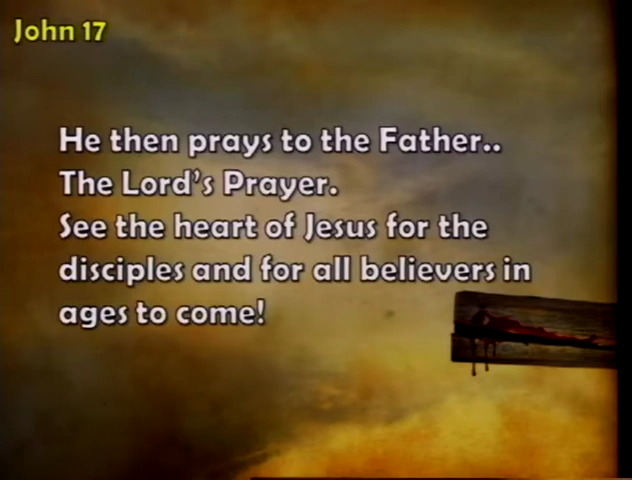 John 17
He then prays to the Father..
The Lord's Prayer.
See the heart of Jesus for the
disciples and for all believers in
ages to come!